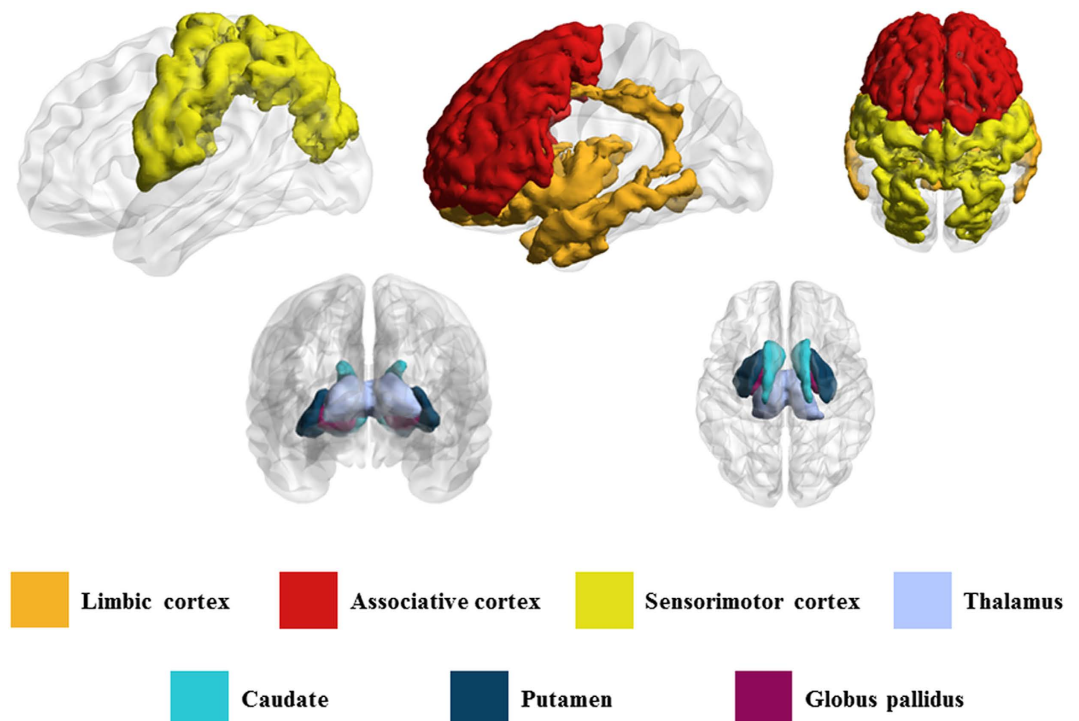 Limbic cortex
Associative cortex
Sensorimotor cortex
Thalamus
Caudate
Putamen
Globus pallidus